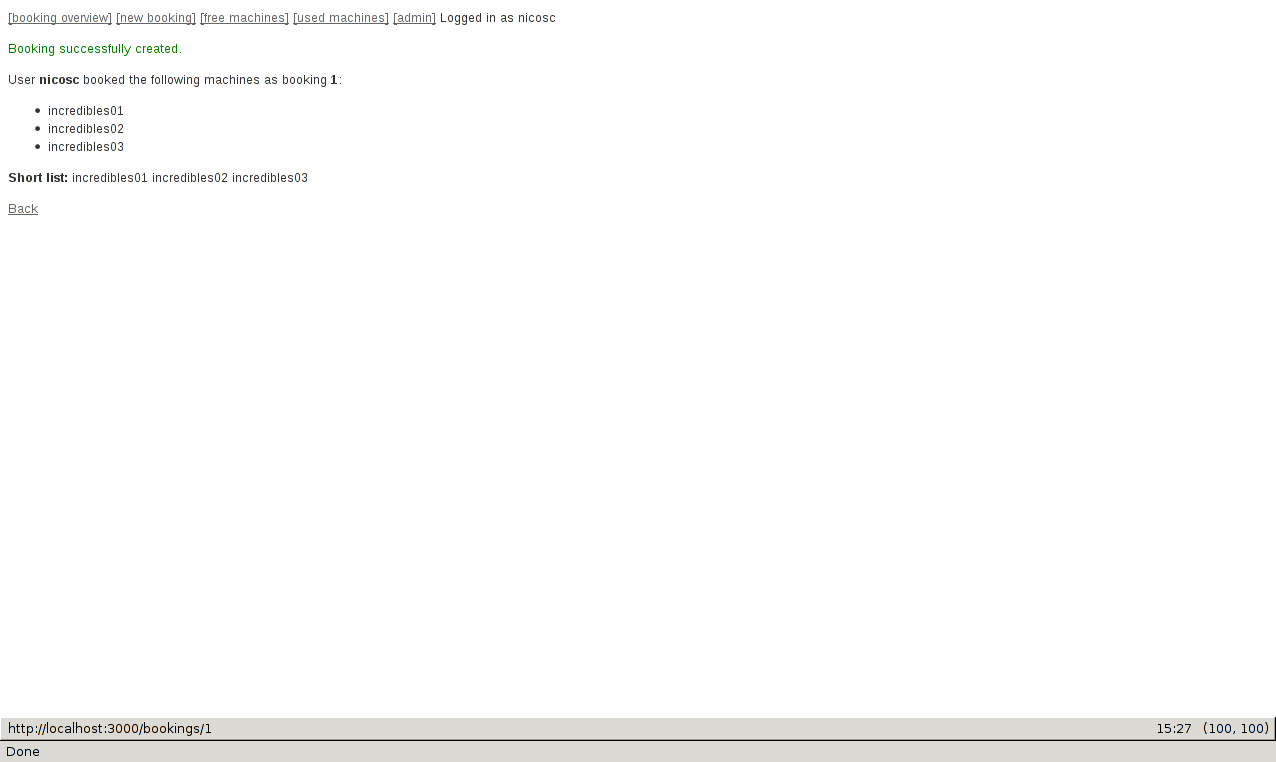 [booking overview] [new booking] [free machines] [used machines] [admin] Logged in as nicosc
Booking successfully created.
User nicosc booked the following machines as booking 1:
• incredibles01
• incredibles02
• incredibles03
Short list: incredibles01 incredibles02 incredibles03
Back
http://localhost:3000/bookings/1 15:27 (100, 100)
Done